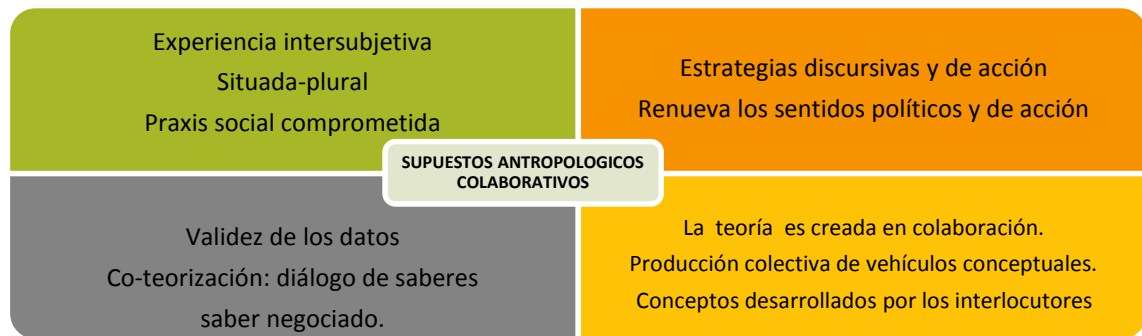 Experiencia intersubjetiva
Situada-plural
Praxis social comprometida
Estrategias discursivas y de acción
Renueva los sentidos políticos y de acción
SUPUESTOS ANTROPOLOGICOS
COLABORATIVOS
Validez de los datos
Co-teorización: diálogo de saberes
saber negociado.
La teoría es creada en colaboración.
Producción colectiva de vehículos conceptuales.
Conceptos desarrollados por los interlocutores